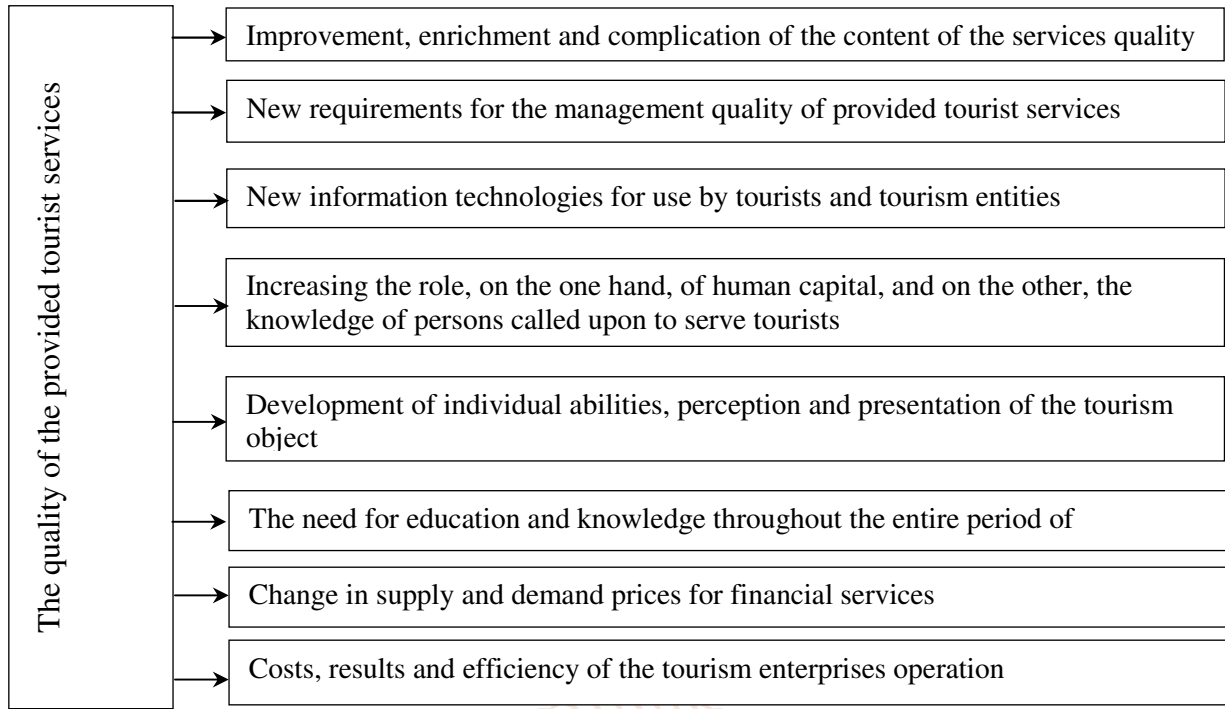 The quality of the provided tourist services
Improvement, enrichment and complication of the content of the services quality
New requirements for the management quality of provided tourist services
New information technologies for use by tourists and tourism entities
Increasing the role, on the one hand, of human capital, and on the other, the
knowledge of persons called upon to serve tourists
Development of individual abilities, perception and presentation of the tourism
object
The need for education and knowledge throughout the entire period of
Change in supply and demand prices for financial services
Costs, results and efficiency of the tourism enterprises operation